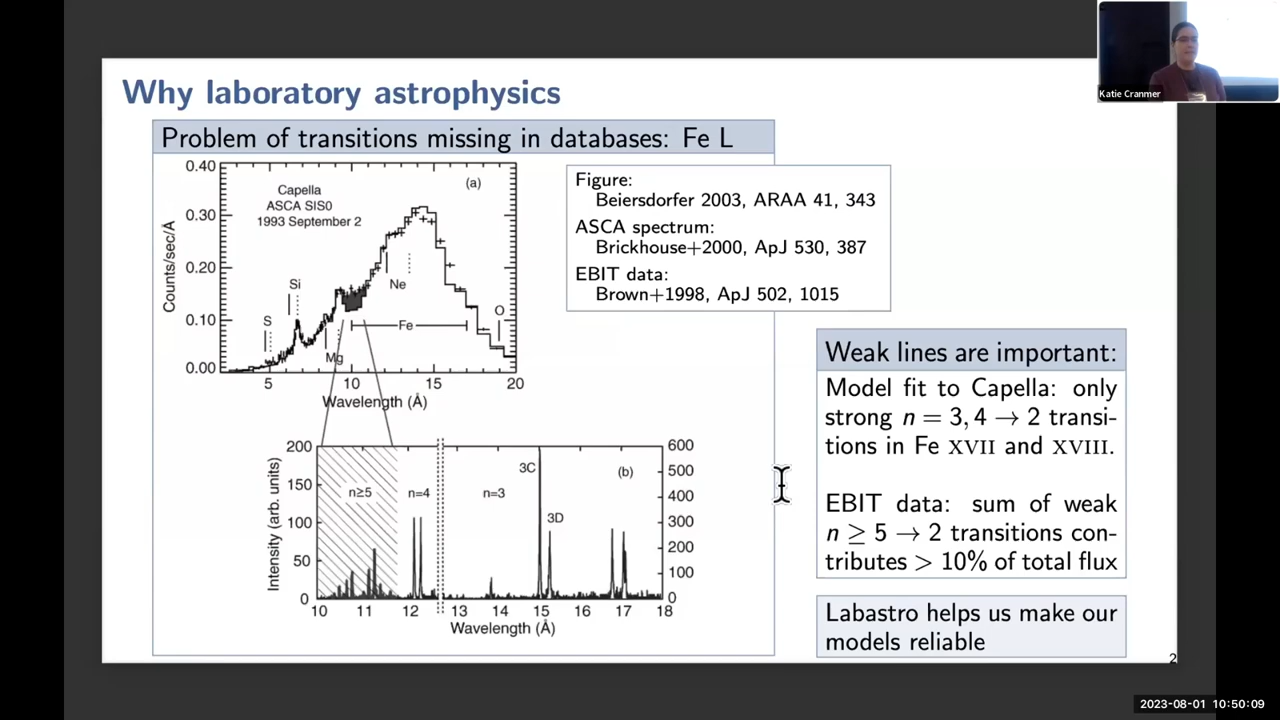 Katie Cranmer
Why laboratory astrophysics
Problem of transitions missing in databases: Fe L
0.40
0.30
0.20
0.10
0.00
Counts/sec/Å
Capella
ASCA SIS0
1993 September 2
(a)
S
Si
Mg
Ne
Fe
O
5
10
15
20
Wavelength (Å)
Figure:
Beiersdorfer 2003, ARAA 41, 343
ASCA spectrum:
Brickhouse+2000, ApJ 530, 387
EBIT data:
Brown+1998, ApJ 502, 1015
200
150
100
50
0
Intensity (arb. units)
n≥5
n=4
n=3
3C
3D
(b)
600
500
400
300
200
100
0
10 11 12 13 14 15 16 17 18
Wavelength (Å)
Weak lines are important:
Model fit to Capella: only
strong n = 3, 4 → 2 transi-
tions in Fe XVII and XVIII.
EBIT data: sum of weak
n ≥ 5 → 2 transitions con-
tributes > 10% of total flux
Labastro helps us make our
models reliable
2
2023-08-01 10:50:09